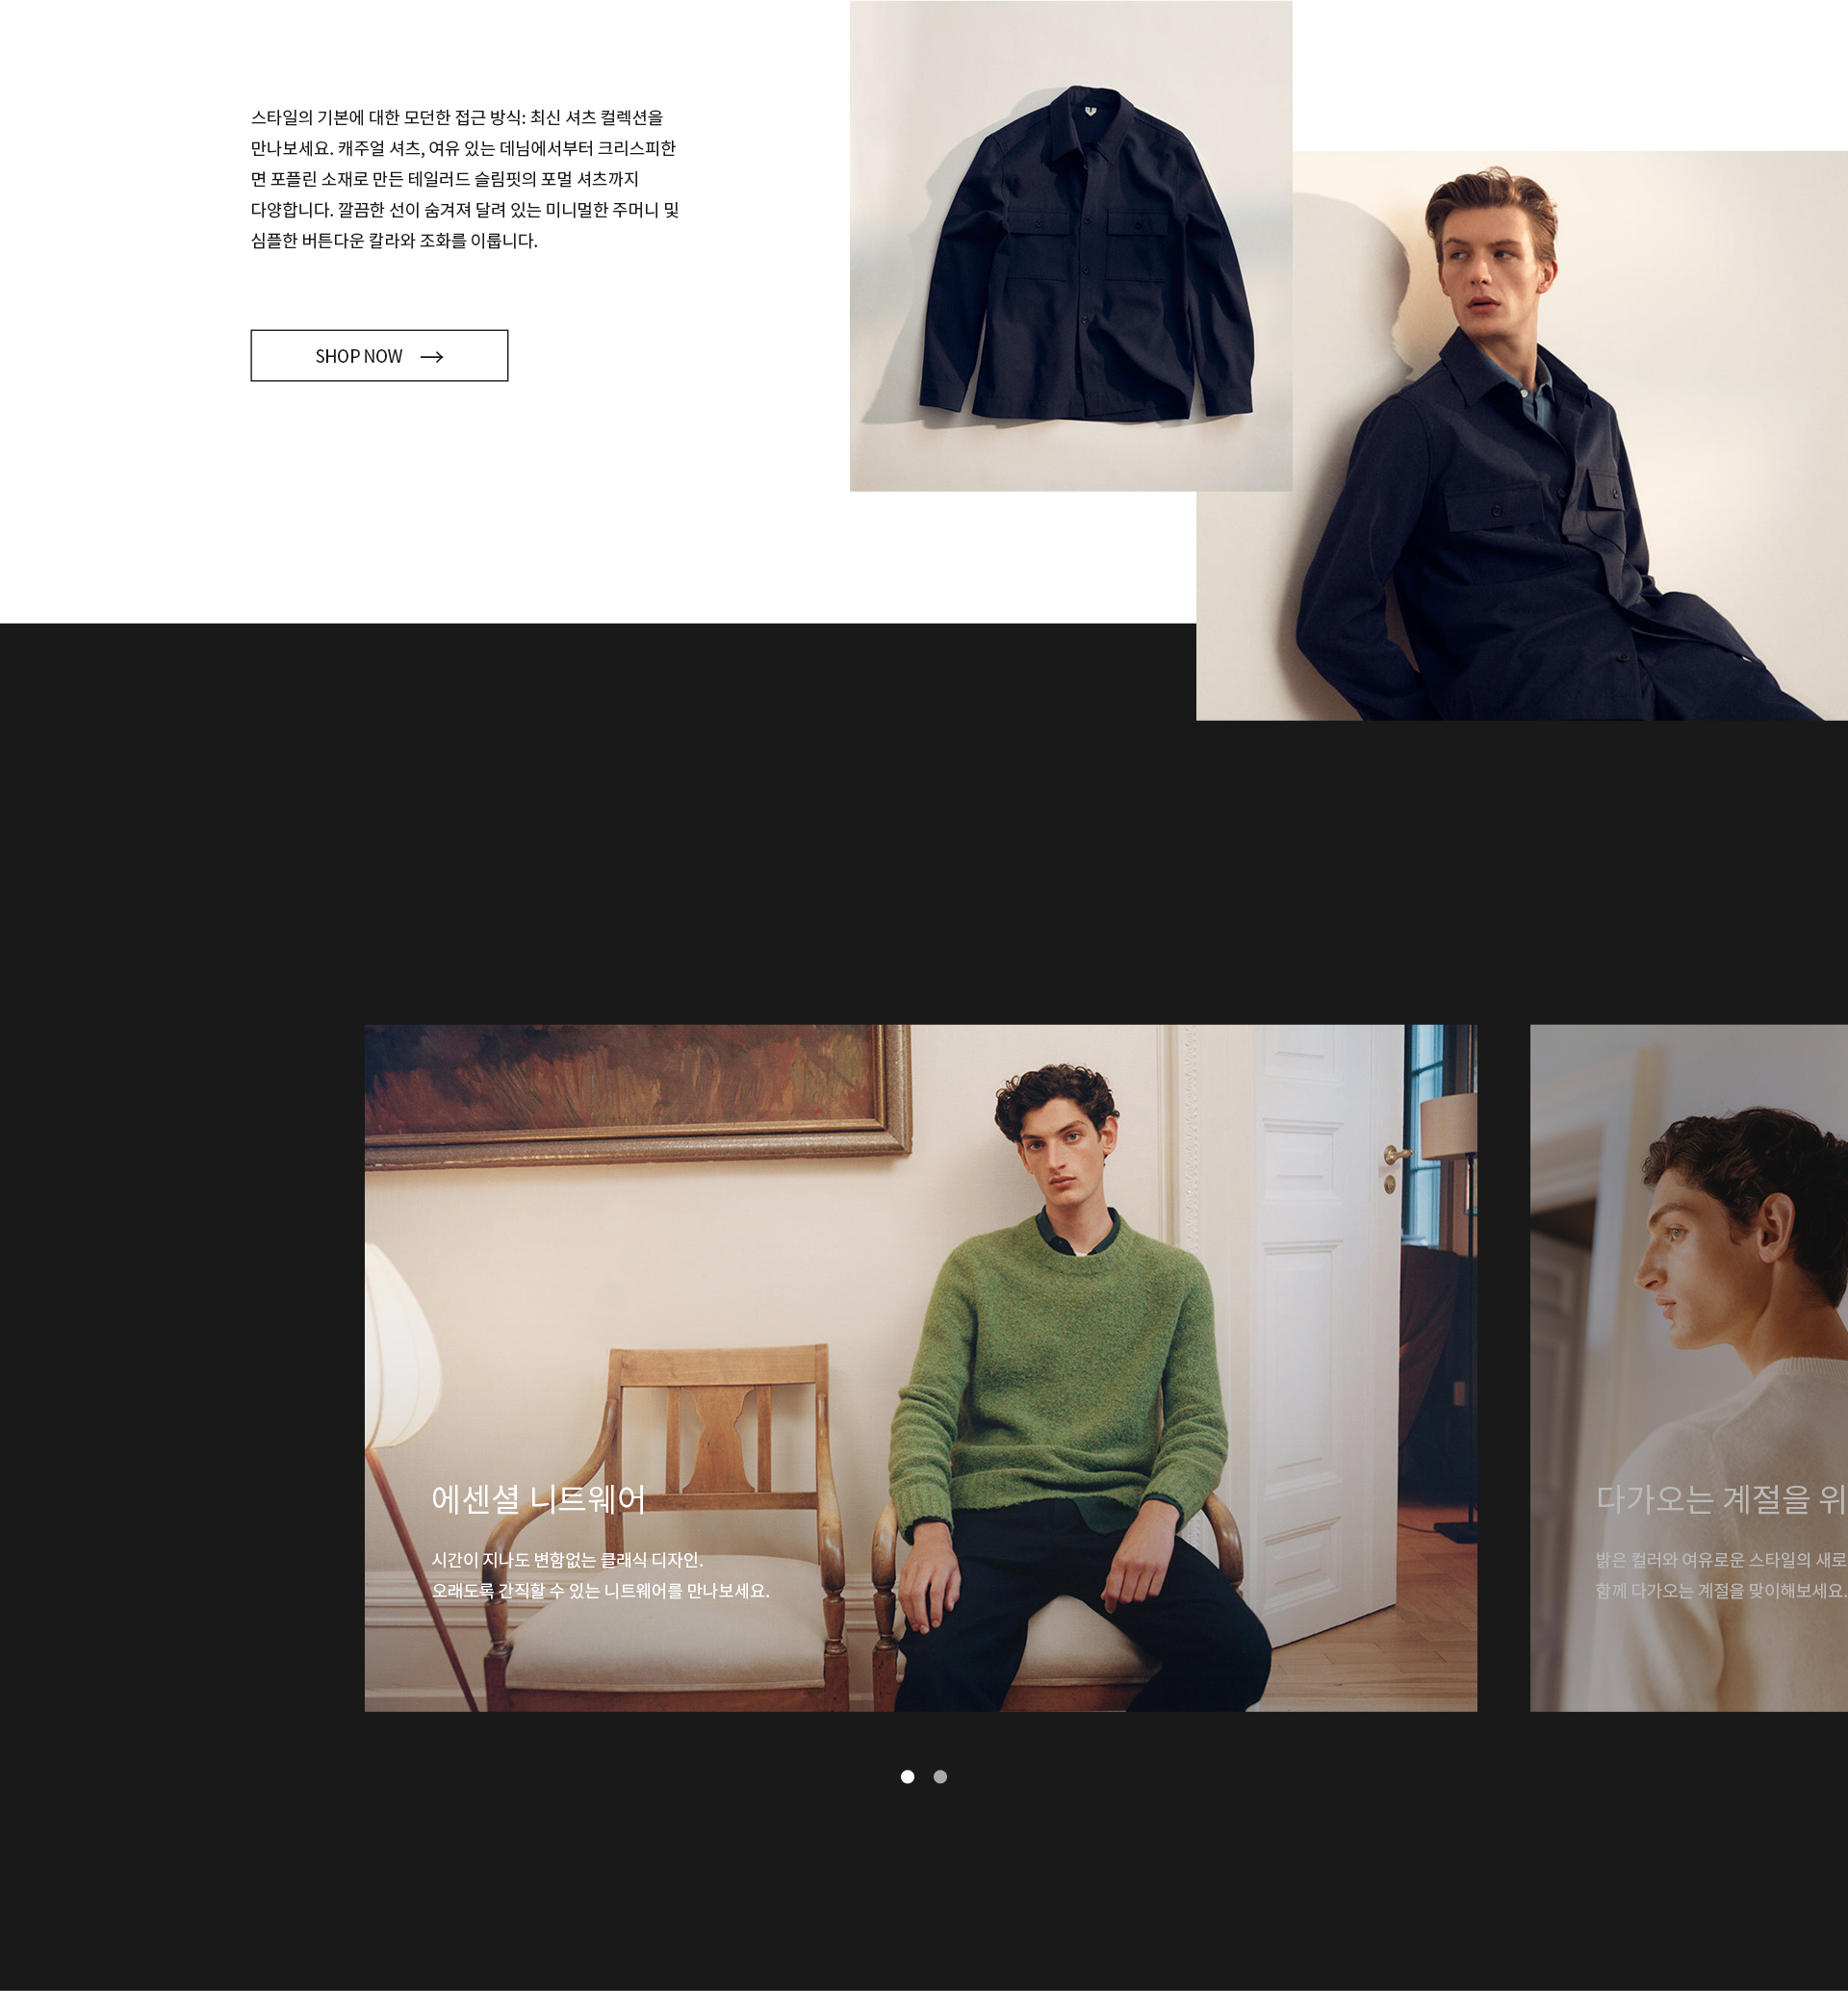 스타일의 기본에 대한 모던한 접근 방식: 최신 셔츠 컬렉션을
만나보세요. 캐주얼 셔츠, 여유 있는 데님에서부터 크리스피한
면 포플린 소재로 만든 테일러드 슬림핏의 포멀 셔츠까지
다양합니다. 깔끔한 선이 숨겨져 달려 있는 미니멀한 주머니 및
심플한 버튼다운 칼라와 조화를 이룹니다.
SHOP NOW
에센셜 니트웨어
시간이 지나도 변함없는 클래식 디자인.
오래도록 간직할 수 있는 니트웨어를 만나보세요.
다가오는 계절을 위
밝은 컬러와 여유로운 스타일의 새로
함께 다가오는 계절을 맞이해보세요.